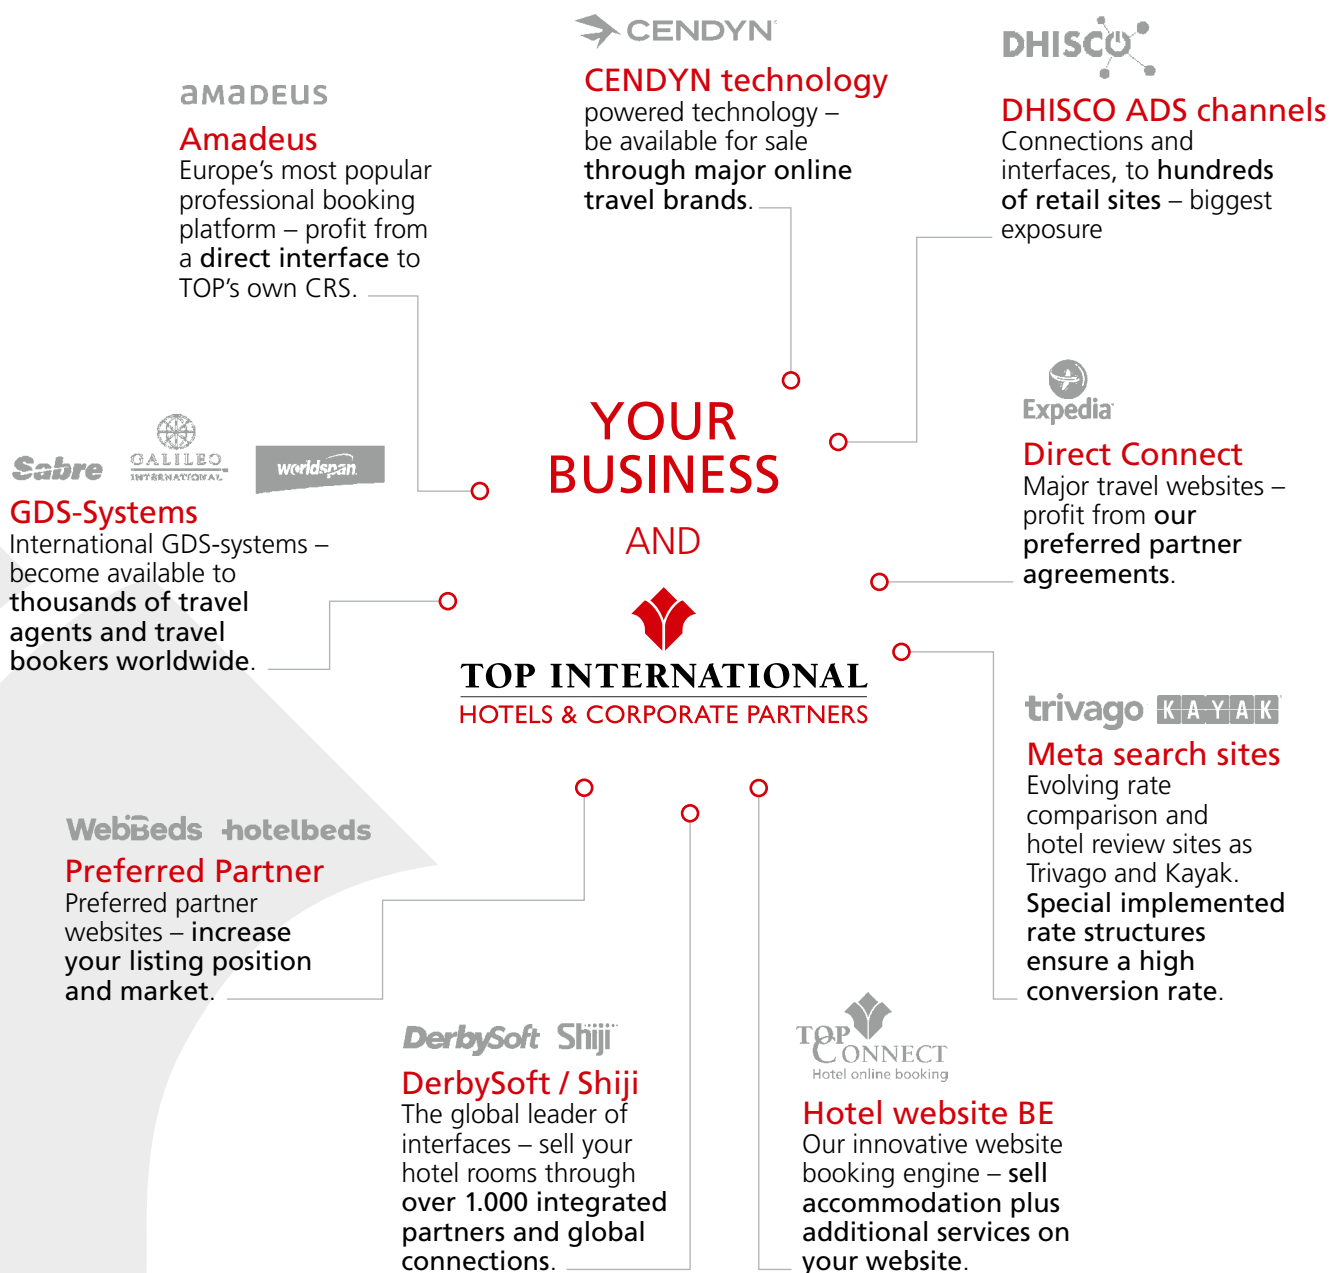 CENDYN
CENDYN technology
powered technology –
be available for sale
through major online
travel brands.
DHISCO
DHISCO ADS channels
Connections and
interfaces, to hundreds
of retail sites – biggest
exposure
aMaDEUS
Amadeus
Europe’s most popular
professional booking
platform – profit from
a direct interface to
TOP’s own CRS.
Expedia
Direct Connect
Major travel websites –
profit from our
preferred partner
agreements.
YOUR
BUSINESS
AND
TOP INTERNATIONAL
HOTELS & CORPORATE PARTNERS
Sabre
GALILEO
INTERNATIONAL
worldspan
GDS-Systems
International GDS-systems –
become available to
thousands of travel
agents and travel
bookers worldwide.
trivago KAYAK
Meta search sites
Evolving rate
comparison and
hotel review sites as
Trivago and Kayak.
Special implemented
rate structures
ensure a high
conversion rate.
WebBeds hotelbeds
Preferred Partner
Preferred partner
websites – increase
your listing position
and market.
DerbySoft Shiji
DerbySoft / Shiji
The global leader of
interfaces – sell your
hotel rooms through
over 1.000 integrated
partners and global
connections.
TOP
CONNECT
Hotel online booking
Hotel website BE
Our innovative website
booking engine – sell
accommodation plus
additional services on
your website.